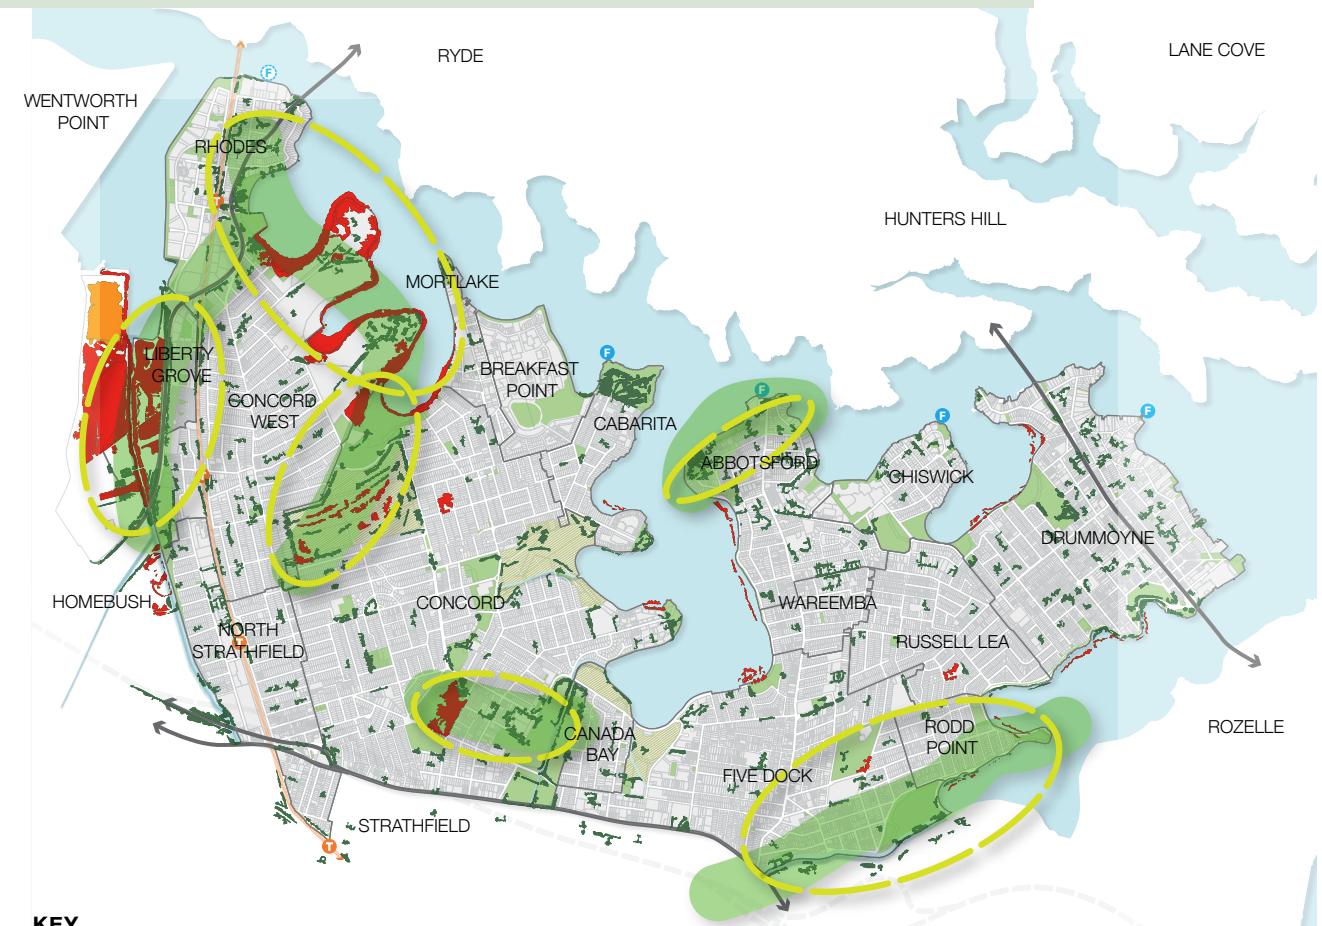 RYDE
LANE COVE
F
WENTWORTH
POINT
RHODES
T
HUNTERS HILL
MORTLAKE
LIBERTY
GROVE
F
BREAKFAST
POINT
CONCORD
WEST
CABARITA
F
F
F
ABBOTSFORD
CHISWICK
DRUMMOYNE
HOMEBUSH
CONCORD
WAREEMBA
NORTH
STRATHFIELD
T
RUSSELL LEA
CANADA
BAY
RODD
POINT
ROZELLE
FIVE DOCK
STRATHFIELD
T
KEY